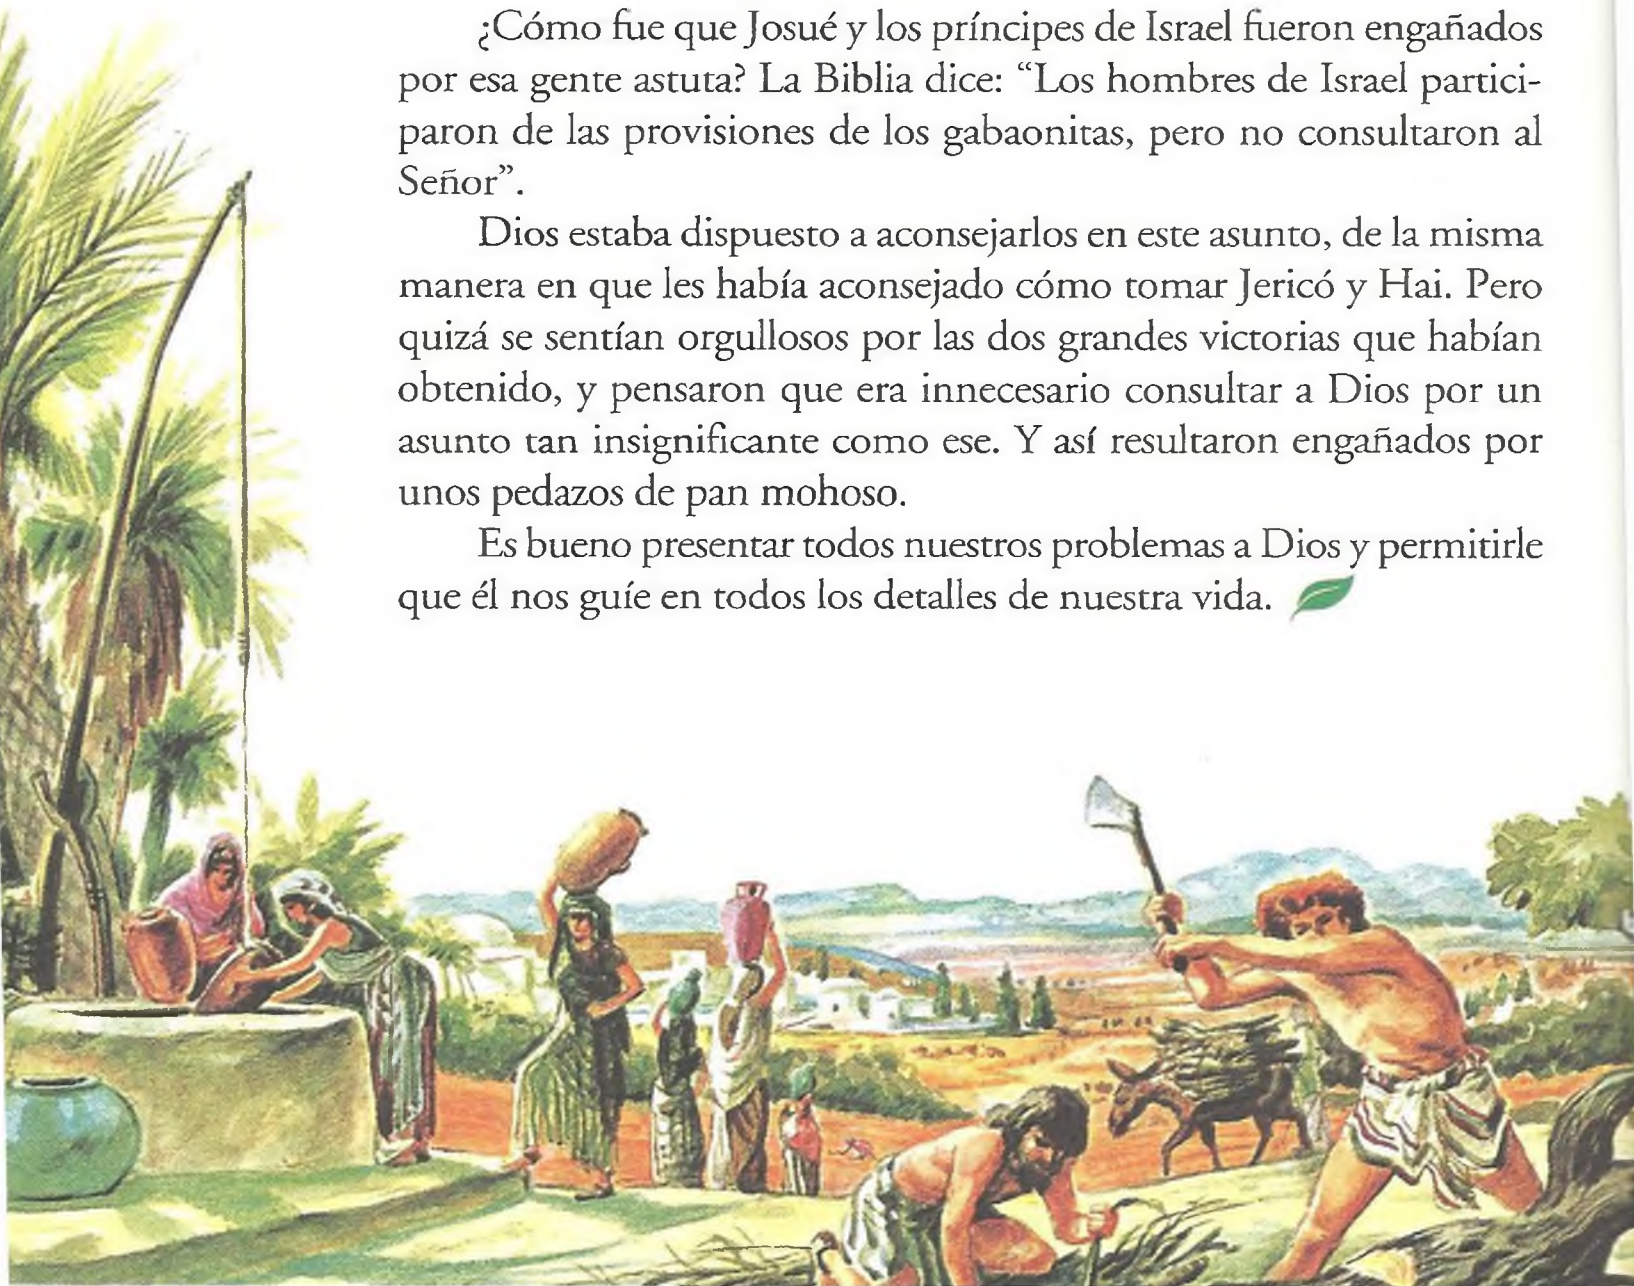 ¿Cómo fue que Josué y los príncipes de Israel fueron engañados
por esa gente astuta? La Biblia dice: “Los hombres de Israel partici-
paron de las provisiones de los gabaonitas, pero no consultaron al
Señor”.
Dios estaba dispuesto a aconsejarlos en este asunto, de la misma
manera en que les había aconsejado cómo tomar Jericó y Hai. Pero
quizá se sentían orgullosos por las dos grandes victorias que habían
obtenido, y pensaron que era innecesario consultar a Dios por un
asunto tan insignificante como ese. Y así resultaron engañados por
unos pedazos de pan mohoso.
Es bueno presentar todos nuestros problemas a Dios y permitirle
que él nos guíe en todos los detalles de nuestra vida.